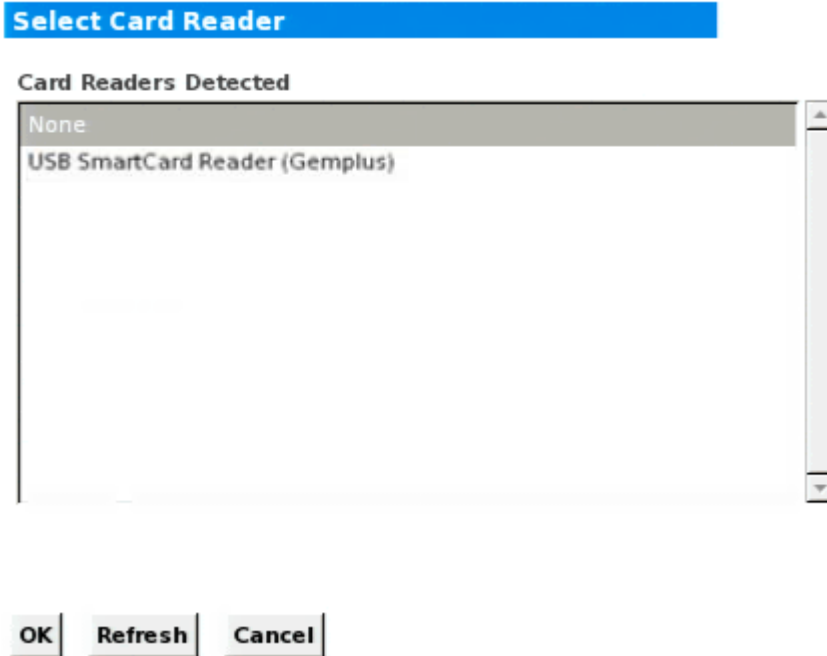 Select Card Reader
Card Readers Detected
None
USB SmartCard Reader (Gemplus)
OK Refresh Cancel